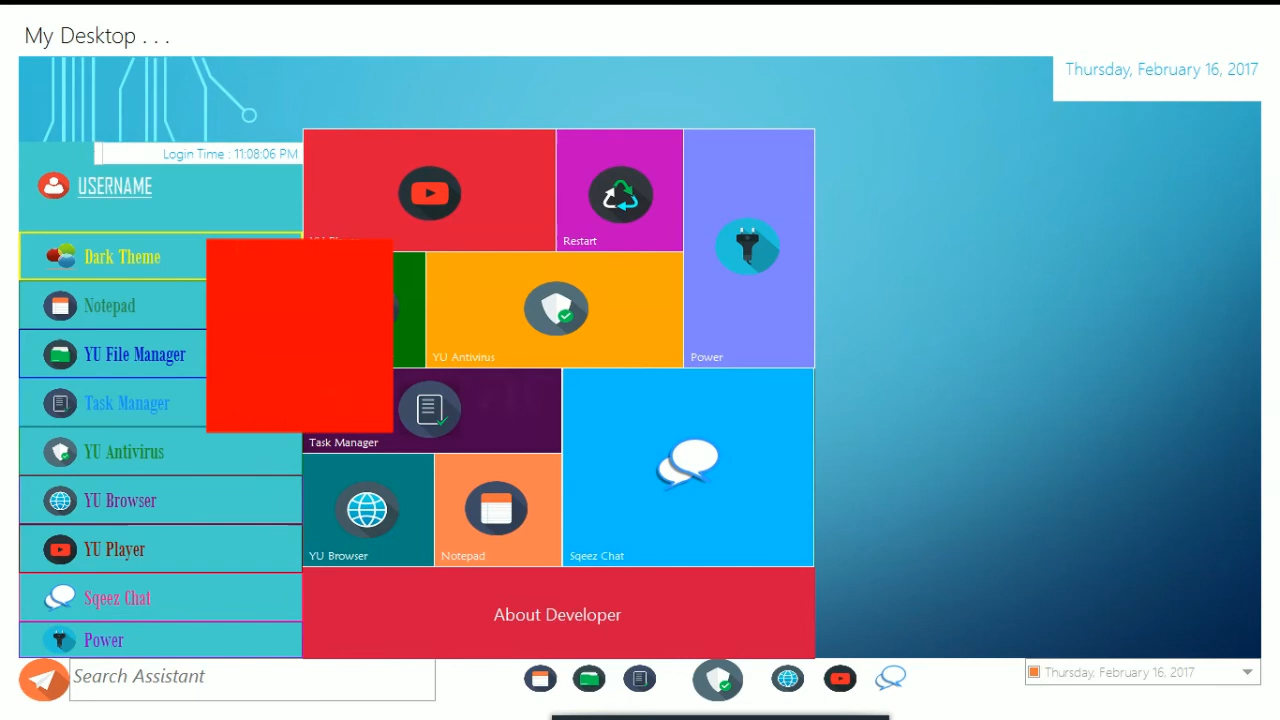 My Desktop . . .
Thursday, February 16, 2017
Login Time : 11:08:06 PM
USERNAME
Dark Theme
Notepad
YU File Manager
Task Manager
YU Antivirus
YU Browser
YU Player
Sqeez Chat
Power
Restart
YU Antivirus
Power
Task Manager
YU Browser
Notepad
Sqeez Chat
About Developer
Search Assistant
Thursday, February 16, 2017